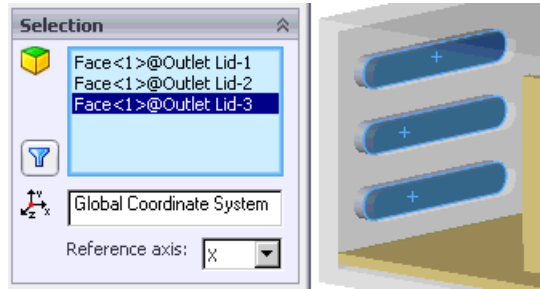 Selection
Face<1>@Outlet Lid-1
Face<1>@Outlet Lid-2
Face<1>@Outlet Lid-3
Global Coordinate System
Reference axis: X